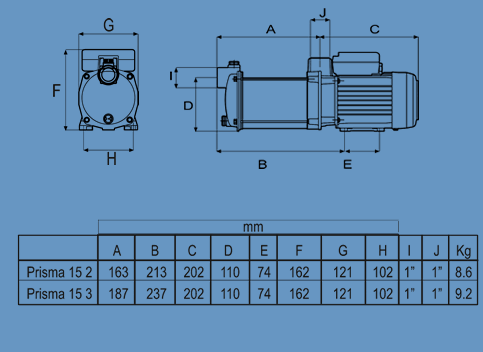 G
J
A
C
I
F
D
H
B
E
mm
A B C D E F G H I J Kg
Prisma 15 2 163 213 202 110 74 162 121 102 1” 1” 8.6
Prisma 15 3 187 237 202 110 74 162 121 102 1” 1” 9.2